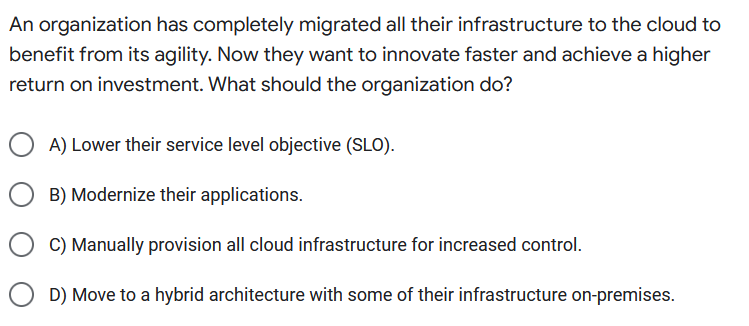 An organization has completely migrated all their infrastructure to the cloud to
benefit from its agility. Now they want to innovate faster and achieve a higher
return on investment. What should the organization do?
A) Lower their service level objective (SLO).
B) Modernize their applications.
C) Manually provision all cloud infrastructure for increased control.
D) Move to a hybrid architecture with some of their infrastructure on-premises.